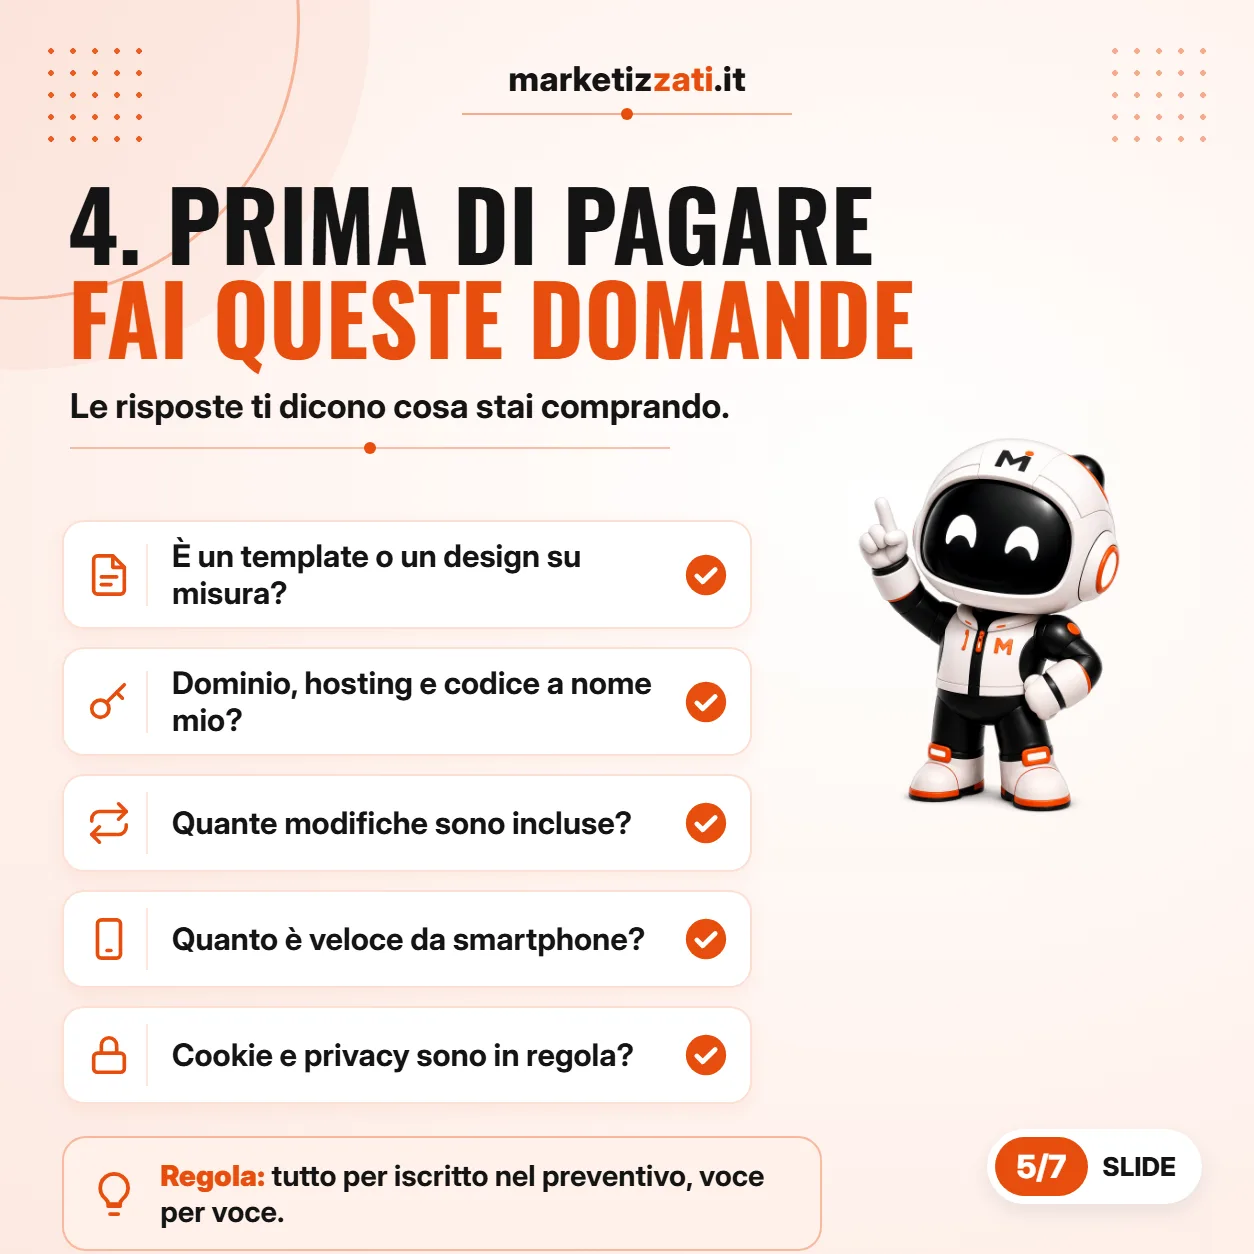 marketizzati.it
4. PRIMA DI PAGARE
FAI QUESTE DOMANDE
Le risposte ti dicono cosa stai comprando.
È un template o un design su
misura?
Dominio, hosting e codice a nome
mio?
Quante modifiche sono incluse?
Quanto è veloce da smartphone?
Cookie e privacy sono in regola?
Regola: tutto per iscritto nel preventivo, voce
per voce.
5/7 SLIDE
M
M